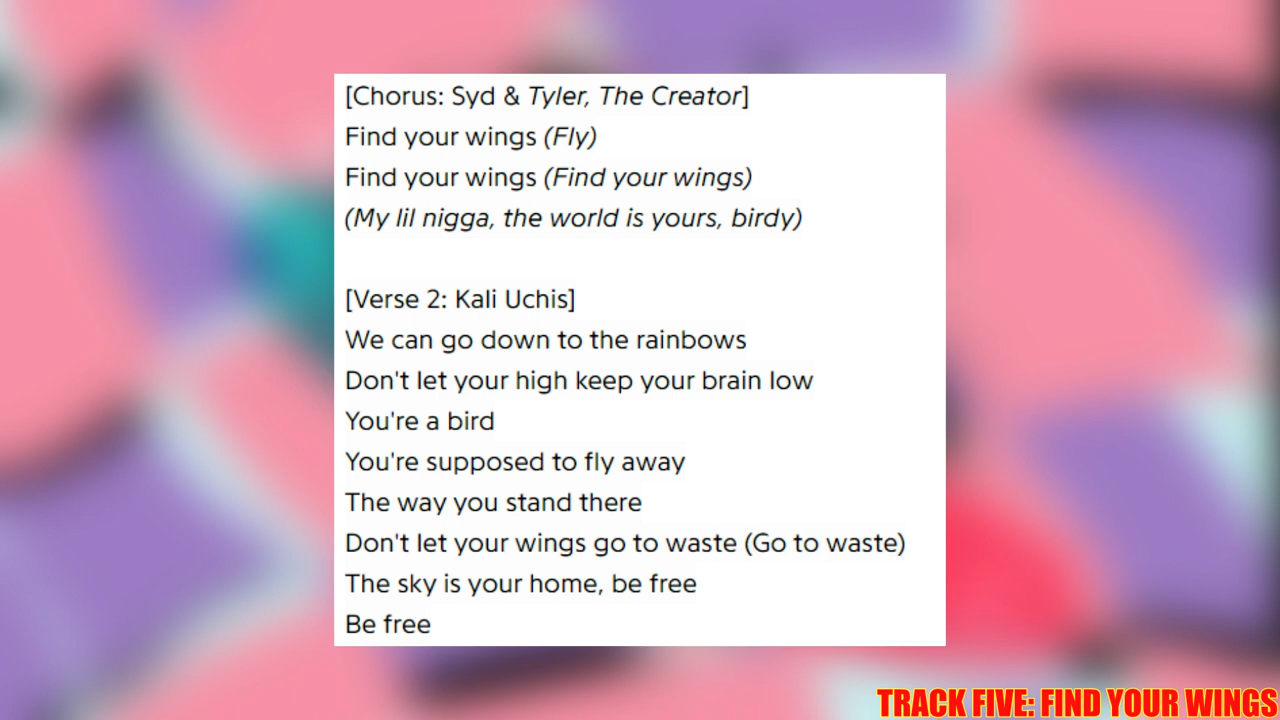 [Chorus: Syd & Tyler, The Creator]
Find your wings (Fly)
Find your wings (Find your wings)
(My lil nigga, the world is yours, birdy)
[Verse 2: Kali Uchis]
We can go down to the rainbows
Don't let your high keep your brain low
You're a bird
You're supposed to fly away
The way you stand there
Don't let your wings go to waste (Go to waste)
The sky is your home, be free
Be free
TRACK FIVE: FIND YOUR WINGS